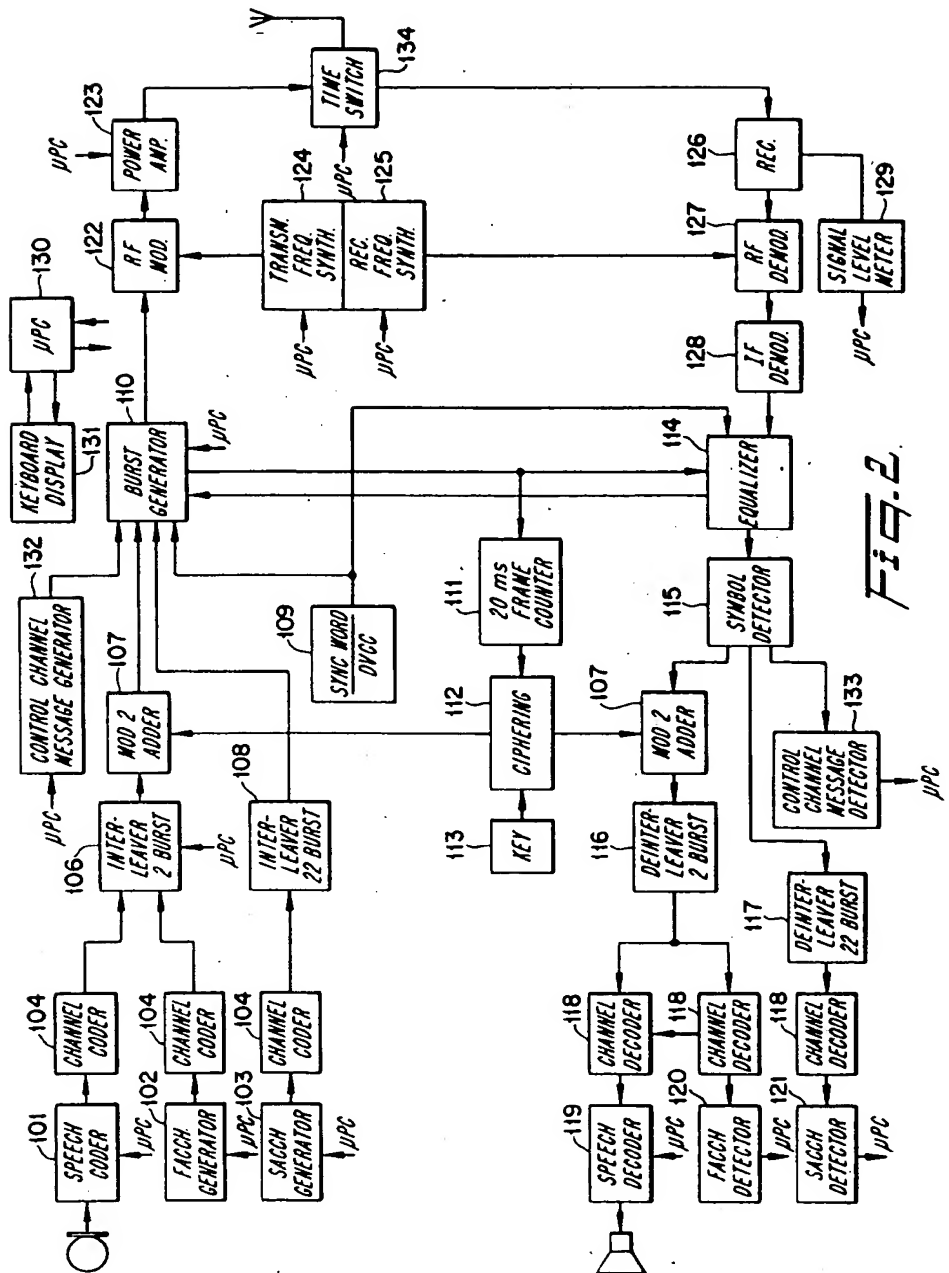 101
SPEECH
CODER
µPC
104
CHANNEL
CODER
102
FACCH.
GENERATOR
µPC
104
CHANNEL
CODER
103
SACCH
GENERATOR
µPC
104
CHANNEL
CODER
106
INTER-
LEAVER
2 BURST
µPC
108
INTER-
LEAVER
22 BURST
µPC
132
CONTROL CHANNEL
MESSAGE GENERATOR
107
MOD 2
ADDER
109
SYNC WORD
DVCC
KEYBOARD
DISPLAY
131
130
µPC
110
BURST
GENERATOR
µPC
122
RF
MOD.
µPC
123
POWER
AMP.
TIME
SWITCH
134
µPC
124
TRANSM.
FREQ.
SYNTH.
µPC
125
REC.
FREQ.
SYNTH.
µPC
111
20 ms
FRAME
COUNTER
112
CIPHERING
113
KEY
126
REC.
127
RF
DEMOD.
128
IF
DEMOD.
SIGNAL
LEVEL
METER
129
µPC
114
EQUALIZER
115
SYMBOL
DETECTOR
107
MOD 2
ADDER
116
DEINTER-
LEAVER
2 BURST
117
DEINTER-
LEAVER
22 BURST
133
CONTROL
CHANNEL
MESSAGE
DETECTOR
µPC
118
CHANNEL
DECODER
118
CHANNEL
DECODER
118
CHANNEL
DECODER
119
SPEECH
DECODER
µPC
120
FACCH
DETECTOR
µPC
121
SACCH
DETECTOR
µPC
Fig. 2